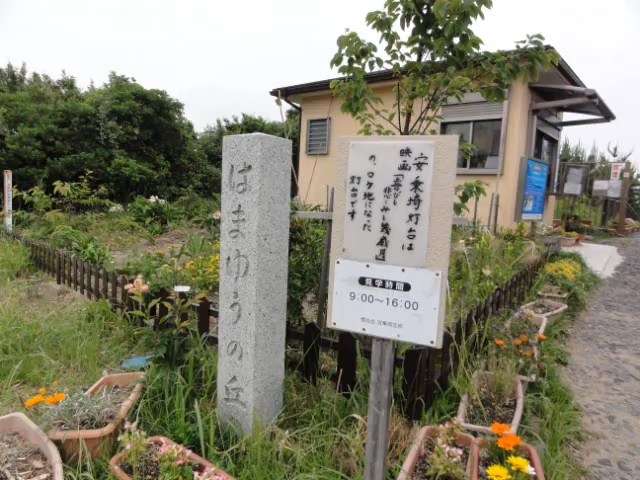 はまゆうの丘
安乗埼灯台は
映画「喜びも悲しみも幾歳月」
の、ロケ地になった
灯台です
見学時間
9:00〜16:00